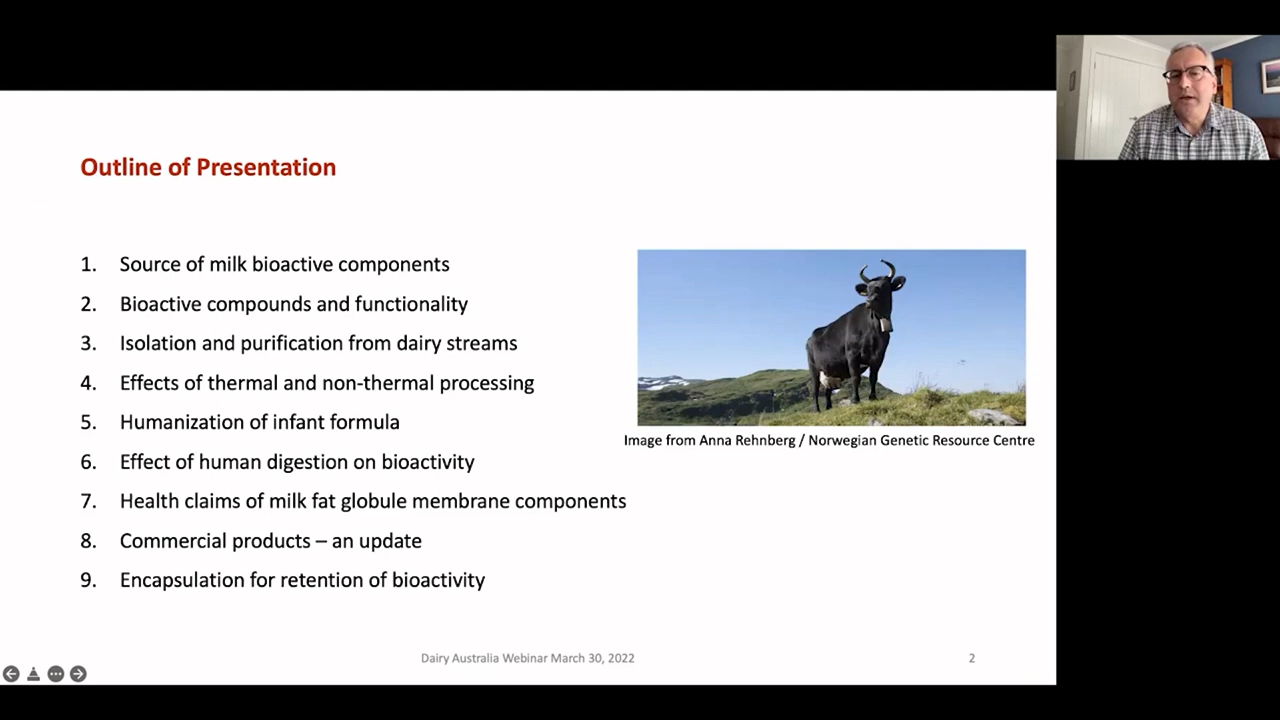 Outline of Presentation
1. Source of milk bioactive components
2. Bioactive compounds and functionality
3. Isolation and purification from dairy streams
4. Effects of thermal and non-thermal processing
5. Humanization of infant formula
6. Effect of human digestion on bioactivity
7. Health claims of milk fat globule membrane components
8. Commercial products – an update
9. Encapsulation for retention of bioactivity
Image from Anna Rehnberg / Norwegian Genetic Resource Centre
Dairy Australia Webinar March 30, 2022
2